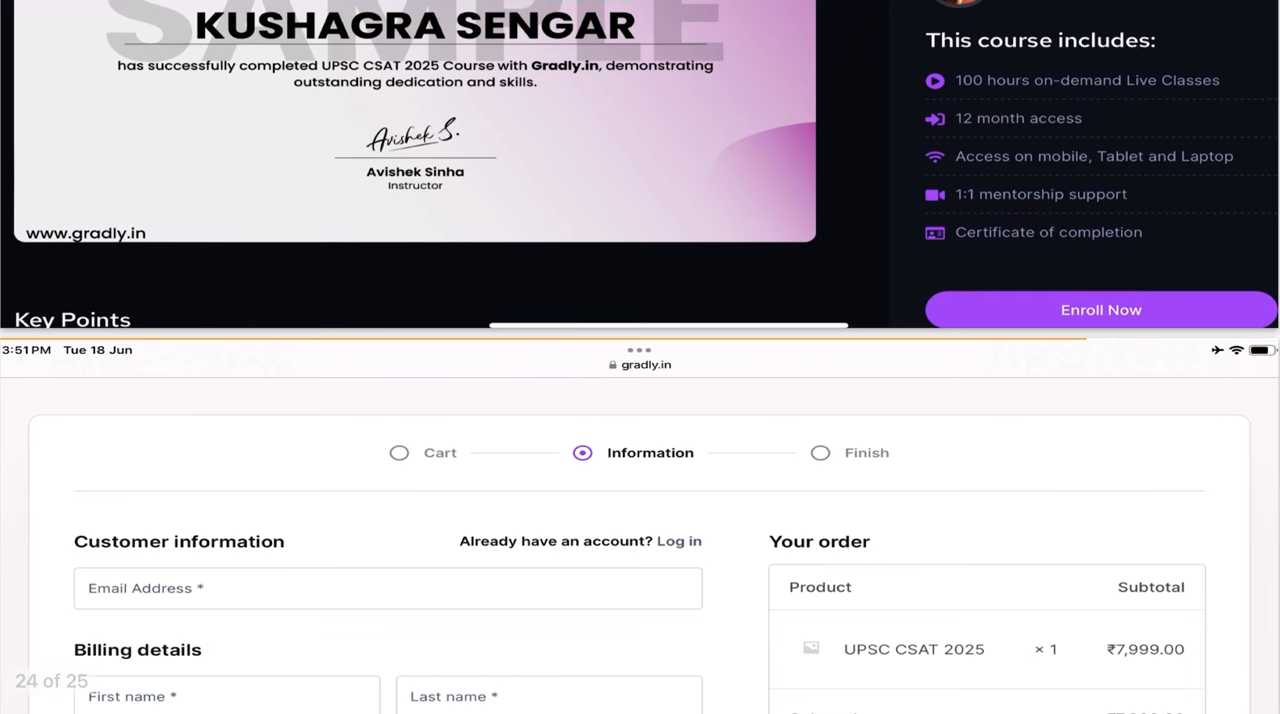 SAMPLE
KUSHAGRA SENGAR
has successfully completed UPSC CSAT 2025 Course with Gradly.in, demonstrating
outstanding dedication and skills.
Avishek S.
Avishek Sinha
Instructor
www.gradly.in
Key Points
This course includes:
100 hours on-demand Live Classes
12 month access
Access on mobile, Tablet and Laptop
1:1 mentorship support
Certificate of completion
Enroll Now
3:51 PM Tue 18 Jun
gradly.in
Cart
Information
Finish
Customer information
Already have an account? Log in
Email Address *
Billing details
First name *
Last name *
Your order
Product Subtotal
UPSC CSAT 2025 × 1 ₹7,999.00
24 of 25